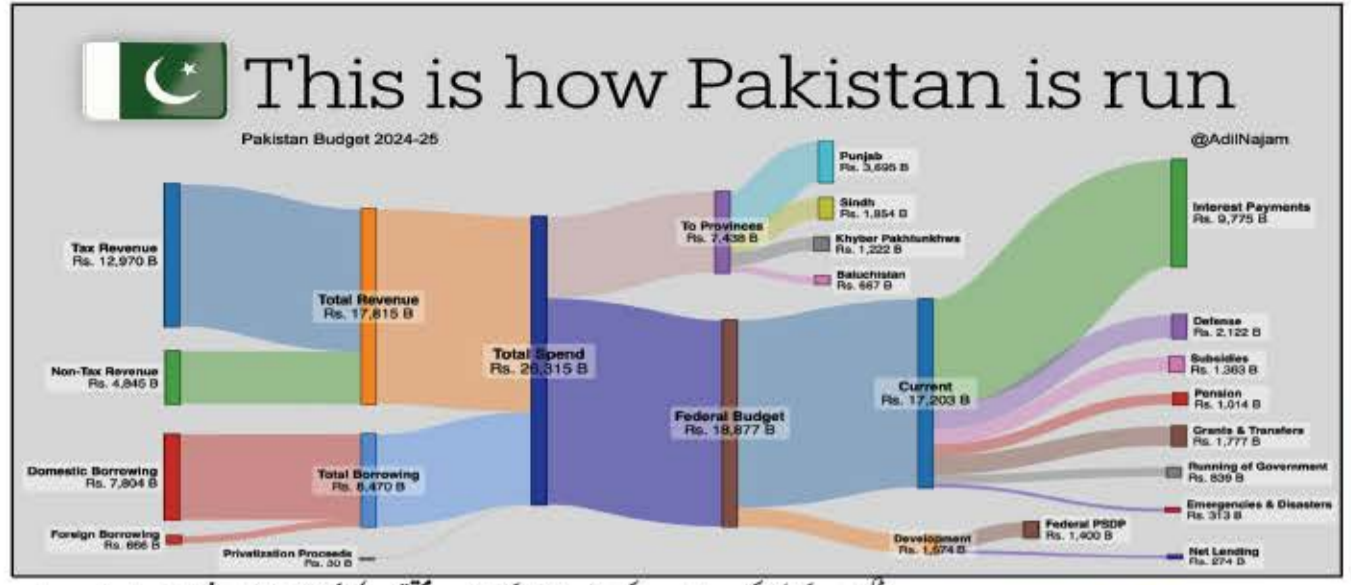 This is how Pakistan is run
Pakistan Budget 2024-25
@AdilNajam
Tax Revenue
Rs. 12,970 B
Non-Tax Revenue
Rs. 4,845 B
Domestic Borrowing
Rs. 7,804 B
Foreign Borrowing
Rs. 666 B
Total Revenue
Rs. 17,815 B
Total Borrowing
Rs. 8,470 B
Privatization Proceeds
Rs. 30 B
Total Spend
Rs. 26,315 B
To Provinces
Rs. 7,438 B
Federal Budget
Rs. 18,877 B
Punjab
Rs. 3,695 B
Sindh
Rs. 1,854 B
Khyber Pakhtunkhwa
Rs. 1,222 B
Baluchistan
Rs. 667 B
Current
Rs. 17,203 B
Development
Rs. 1,674 B
Federal PSDP
Rs. 1,400 B
Interest Payments
Rs. 9,775 B
Defense
Rs. 2,122 B
Subsidies
Rs. 1,363 B
Pension
Rs. 1,014 B
Grants & Transfers
Rs. 1,777 B
Running of Government
Rs. 839 B
Emergencies & Disasters
Rs. 313 B
Net Lending
Rs. 274 B